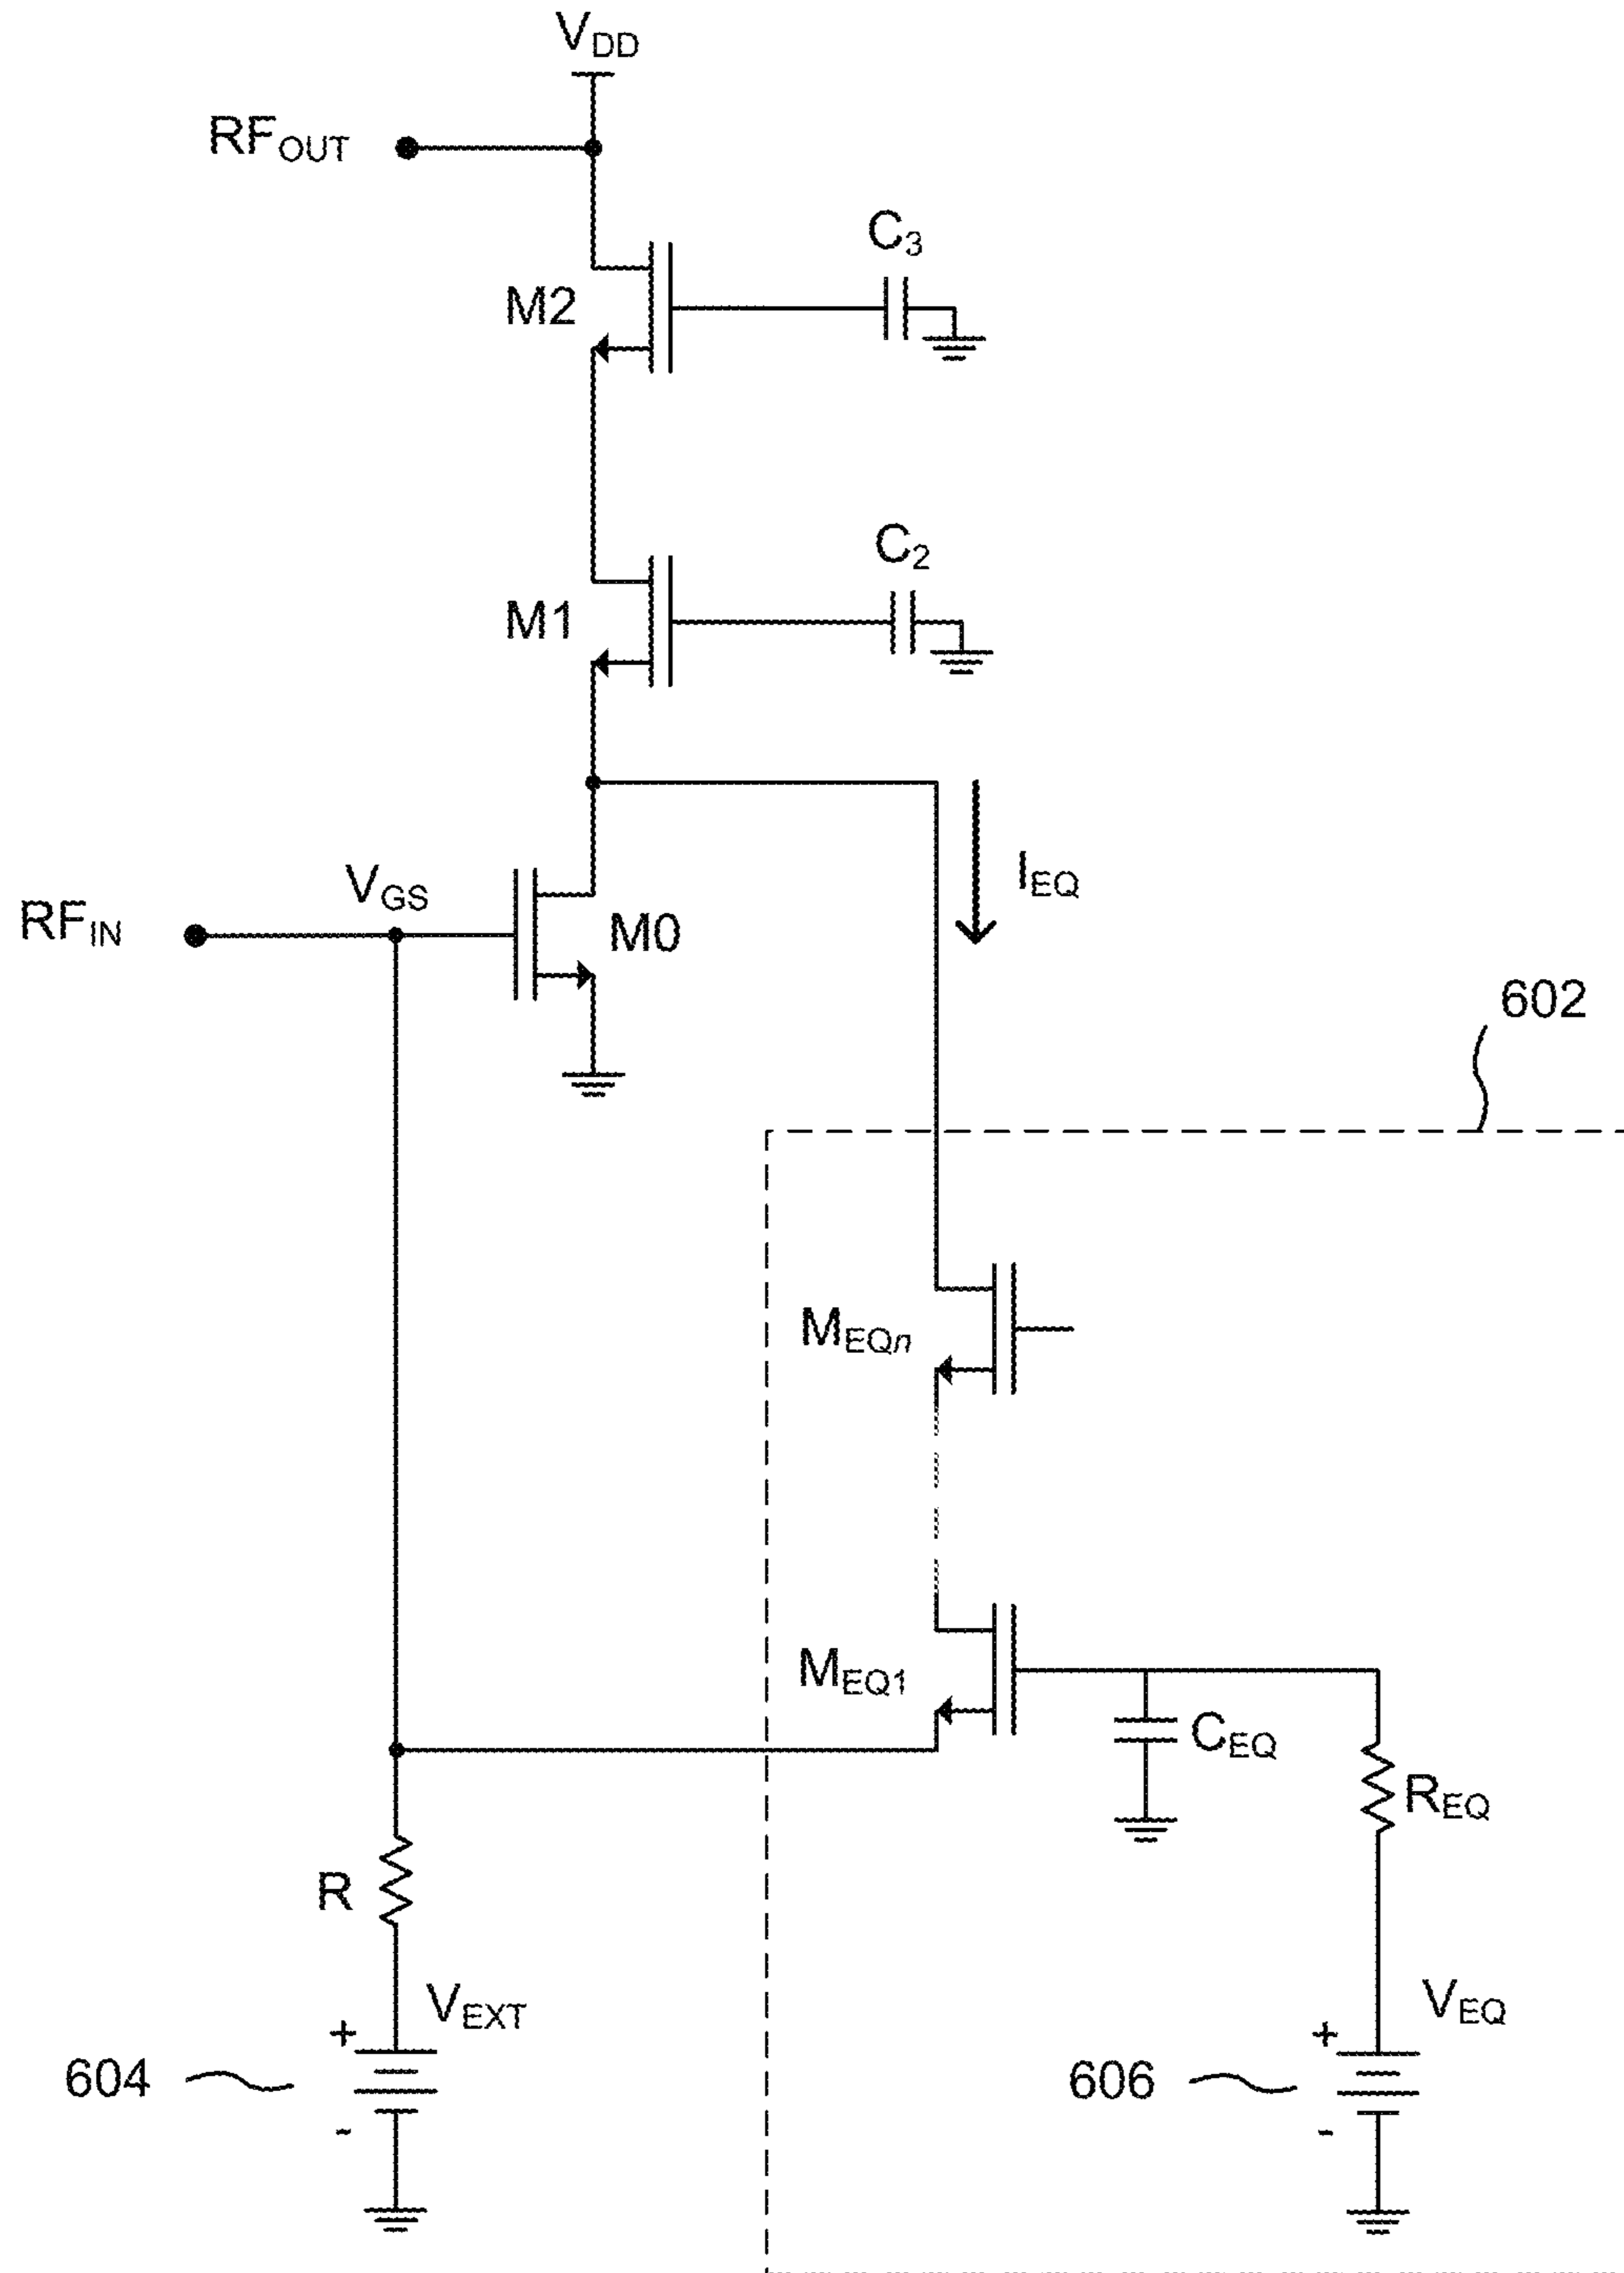 VDD
RFOUT
C3
M2
C2
M1
IEQ
VGS
RFIN
M0
602
MEQn
MEQ1
CEQ
REQ
R
VEXT
VEQ
+
+
604
606
-
-